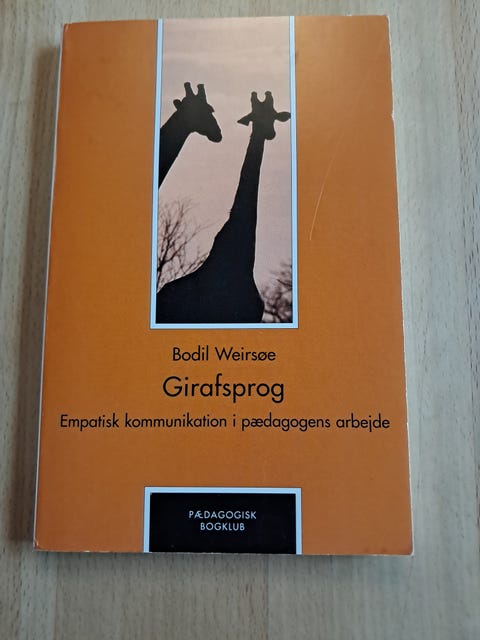 Bodil Weirsøe
Girafsprog
Empatisk kommunikation i pædagogens arbejde
PÆDAGOGISK
BOGKLUB